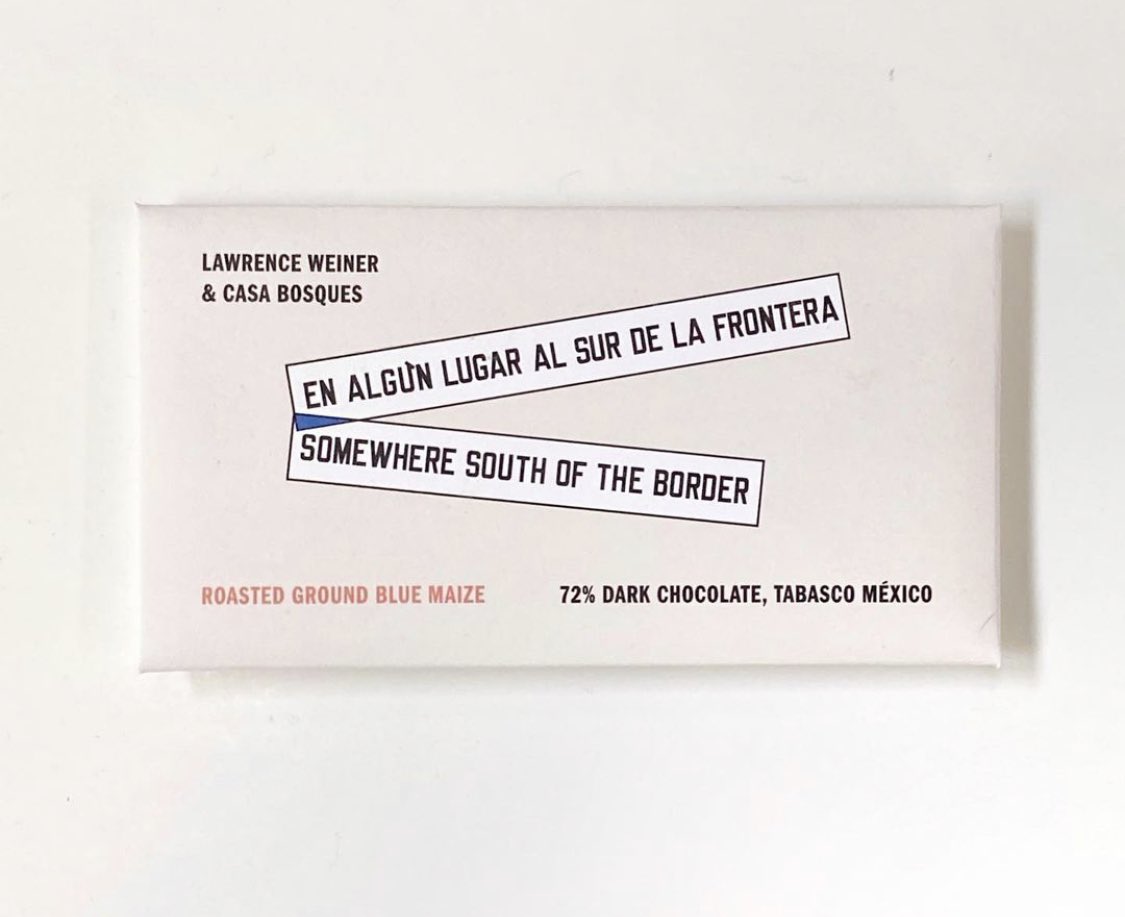 LAWRENCE WEINER
& CASA BOSQUES
EN ALGÙN LUGAR AL SUR DE LA FRONTERA
SOMEWHERE SOUTH OF THE BORDER
ROASTED GROUND BLUE MAIZE
72% DARK CHOCOLATE, TABASCO MÉXICO